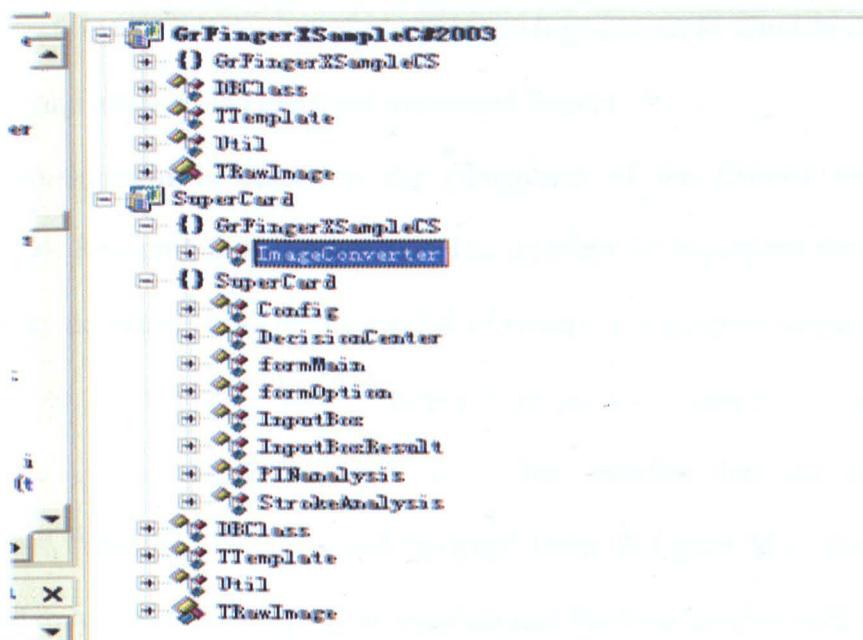 GrFingerXSampleC#2003
{} GrFingerXSampleCS
DBClass
TTemplate
Util
TRawImage
SuperCard
{} GrFingerXSampleCS
ImageConverter
{} SuperCard
Config
DecisionCenter
formMain
formOption
InputBox
InputBoxResult
PINanalysis
StrokeAnalysis
DBClass
TTemplate
Util
TRawImage